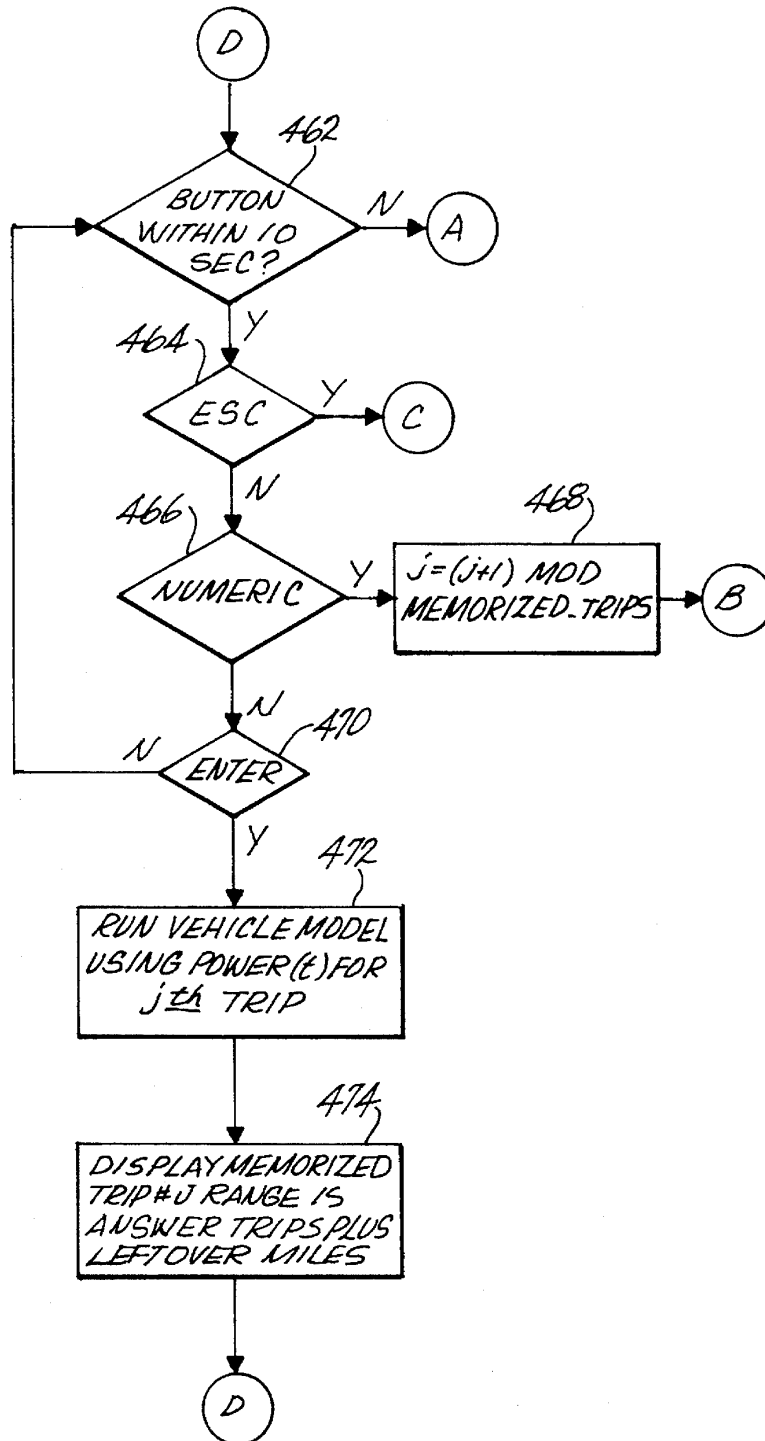 D
462
BUTTON
WITHIN 10
SEC?
N
A
Y
464
ESC
Y
C
N
466
NUMERIC
Y
468
j=(j+1) MOD
MEMORIZED_TRIPS
B
N
470
N
ENTER
Y
472
RUN VEHICLE MODEL
USING POWER(t) FOR
jth TRIP
474
DISPLAY MEMORIZED
TRIP#J RANGE IS
ANSWER TRIPS PLUS
LEFTOVER MILES
D